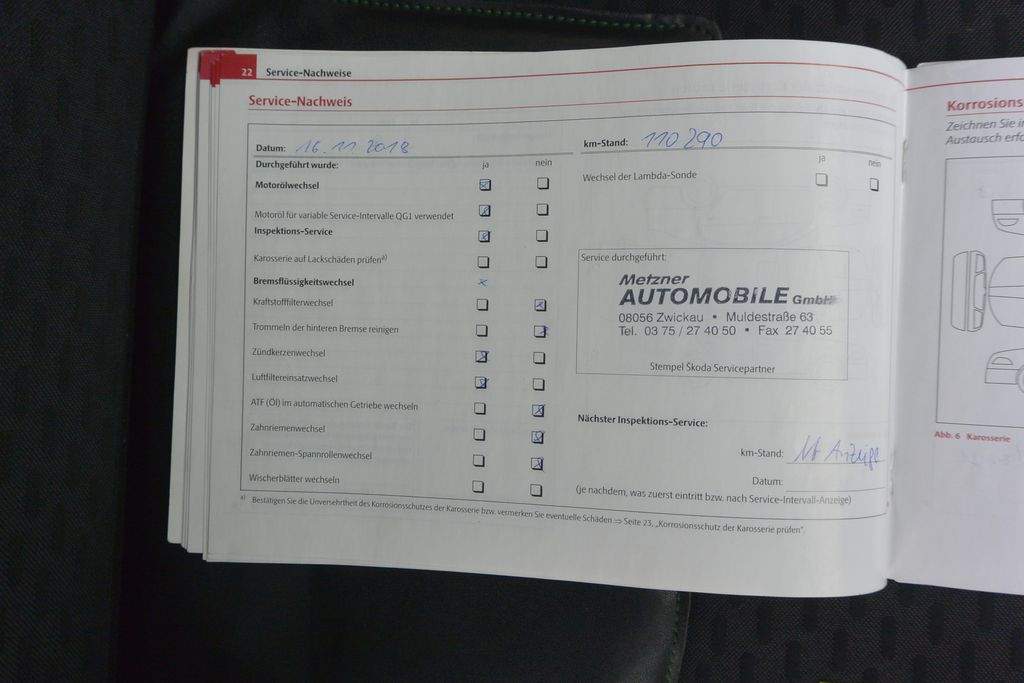 22 Service-Nachweise
Service-Nachweis
Datum: 16.11 2018
km-Stand: 110 290
Durchgeführt wurde: ja nein
ja nein
Motorölwechsel
Wechsel der Lambda-Sonde
Motoröl für variable Service-Intervalle QG1 verwendet
Inspektions-Service
Karosserie auf Lackschäden prüfen a)
Bremsflüssigkeitswechsel
Kraftstofffilterwechsel
Trommeln der hinteren Bremse reinigen
Zündkerzenwechsel
Luftfiltereinsatzwechsel
ATF (Öl) im automatischen Getriebe wechseln
Zahnriemenwechsel
Zahnriemen-Spannrollenwechsel
Wischerblätter wechseln
Service durchgeführt:
Metzner
AUTOMOBILE GmbH
08056 Zwickau • Muldestraße 63
Tel. 03 75 / 27 40 50 • Fax 27 40 55
Stempel Škoda Servicepartner
Nächster Inspektions-Service:
km-Stand: Anzeige
Datum:
(je nachdem, was zuerst eintritt bzw. nach Service-Intervall-Anzeige)
a) Bestätigen Sie die Unversehrtheit des Korrosionsschutzes der Karosserie bzw. vermerken Sie eventuelle Schäden ⇒ Seite 23, „Korrosionsschutz der Karosserie prüfen".
Korrosions
Zeichnen Sie
Austausch
Abb. 6 Karosserie